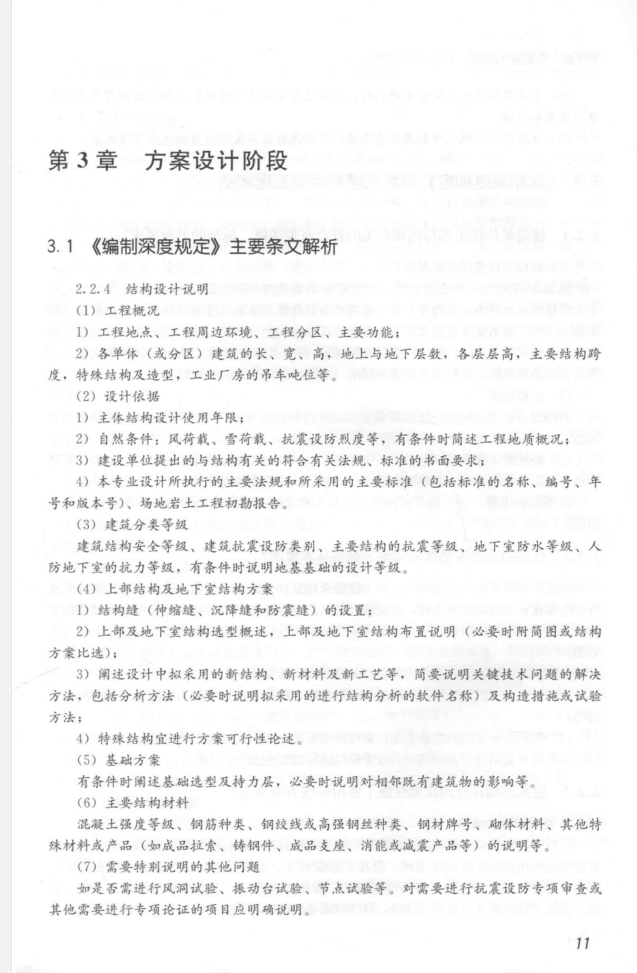 第3章 方案设计阶段
3.1 《编制深度规定》主要条文解析
2.2.4 结构设计说明
(1) 工程概况
1) 工程地点、工程周边环境、工程分区、主要功能；
2) 各单体（或分区）建筑的长、宽、高，地上与地下层数，各层层高，主要结构跨
度，特殊结构及造型，工业厂房的吊车吨位等。
(2) 设计依据
1) 主体结构设计使用年限；
2) 自然条件：风荷载、雪荷载、抗震设防烈度等，有条件时简述工程地质概况；
3) 建设单位提出的与结构有关的符合有关法规、标准的书面要求；
4) 本专业设计所执行的主要法规和所采用的主要标准（包括标准的名称、编号、年
号和版本号）、场地岩土工程初勘报告。
(3) 建筑分类等级
建筑结构安全等级、建筑抗震设防类别、主要结构的抗震等级、地下室防水等级、人
防地下室的抗力等级，有条件时说明地基基础的设计等级。
(4) 上部结构及地下室结构方案
1) 结构缝（伸缩缝、沉降缝和防震缝）的设置；
2) 上部及地下室结构选型概述，上部及地下室结构布置说明（必要时附简图或结构
方案比选）；
3) 阐述设计中拟采用的新结构、新材料及新工艺等，简要说明关键技术问题的解决
方法，包括分析方法（必要时说明拟采用的进行结构分析的软件名称）及构造措施或试验
方法；
4) 特殊结构宜进行方案可行性论述。
(5) 基础方案
有条件时阐述基础选型及持力层，必要时说明对相邻既有建筑物的影响等。
(6) 主要结构材料
混凝土强度等级、钢筋种类、钢绞线或高强钢丝种类、钢材牌号、砌体材料、其他特
殊材料或产品（如成品拉索、铸钢件、成品支座、消能或减震产品等）的说明等。
(7) 需要特别说明的其他问题
如是否需进行风洞试验、振动台试验、节点试验等。对需要进行抗震设防专项审查或
其他需要进行专项论证的项目应明确说明。
11